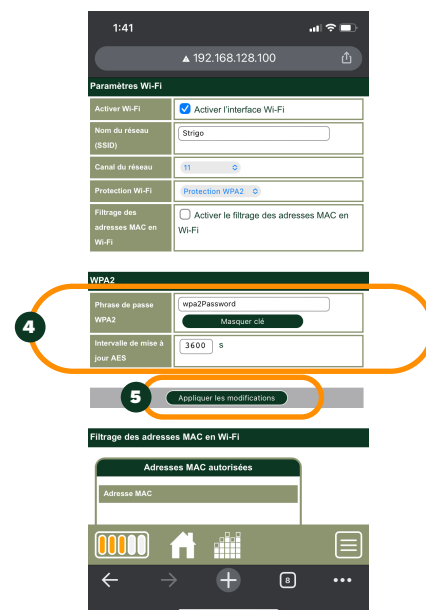 1:41
192.168.128.100
Paramètres Wi-Fi
Activer Wi-Fi
Activer l'interface Wi-Fi
Nom du réseau
(SSID)
Strigo
Canal du réseau
11
Protection Wi-Fi
Protection WPA2
Filtrage des
adresses MAC en
Wi-Fi
Activer le filtrage des adresses MAC en
Wi-Fi
WPA2
4
Phrase de passe
WPA2
wpa2Password
Masquer clé
Intervalle de mise à
jour AES
3600 s
5
Appliquer les modifications
Filtrage des adresses MAC en Wi-Fi
Adresses MAC autorisées
Adresse MAC
8